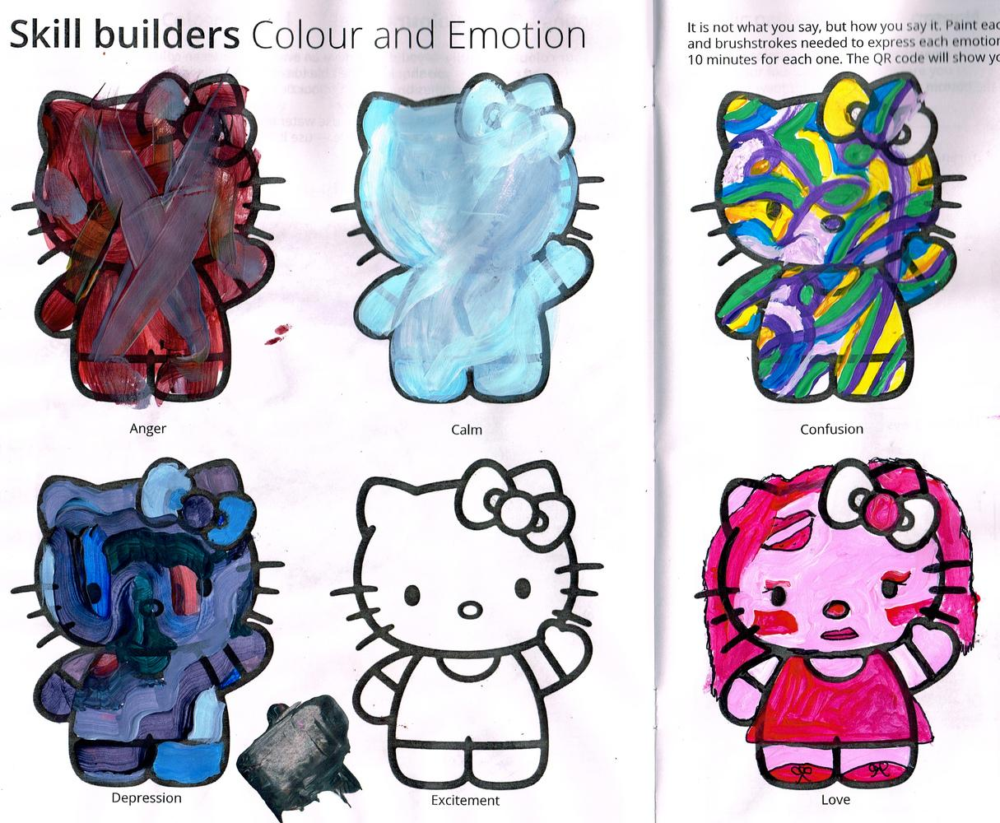 Skill builders Colour and Emotion
It is not what you say, but how you say it. Paint eac
and brushstrokes needed to express each emotion
10 minutes for each one. The QR code will show yo
Anger
Calm
Confusion
Depression
Excitement
Love